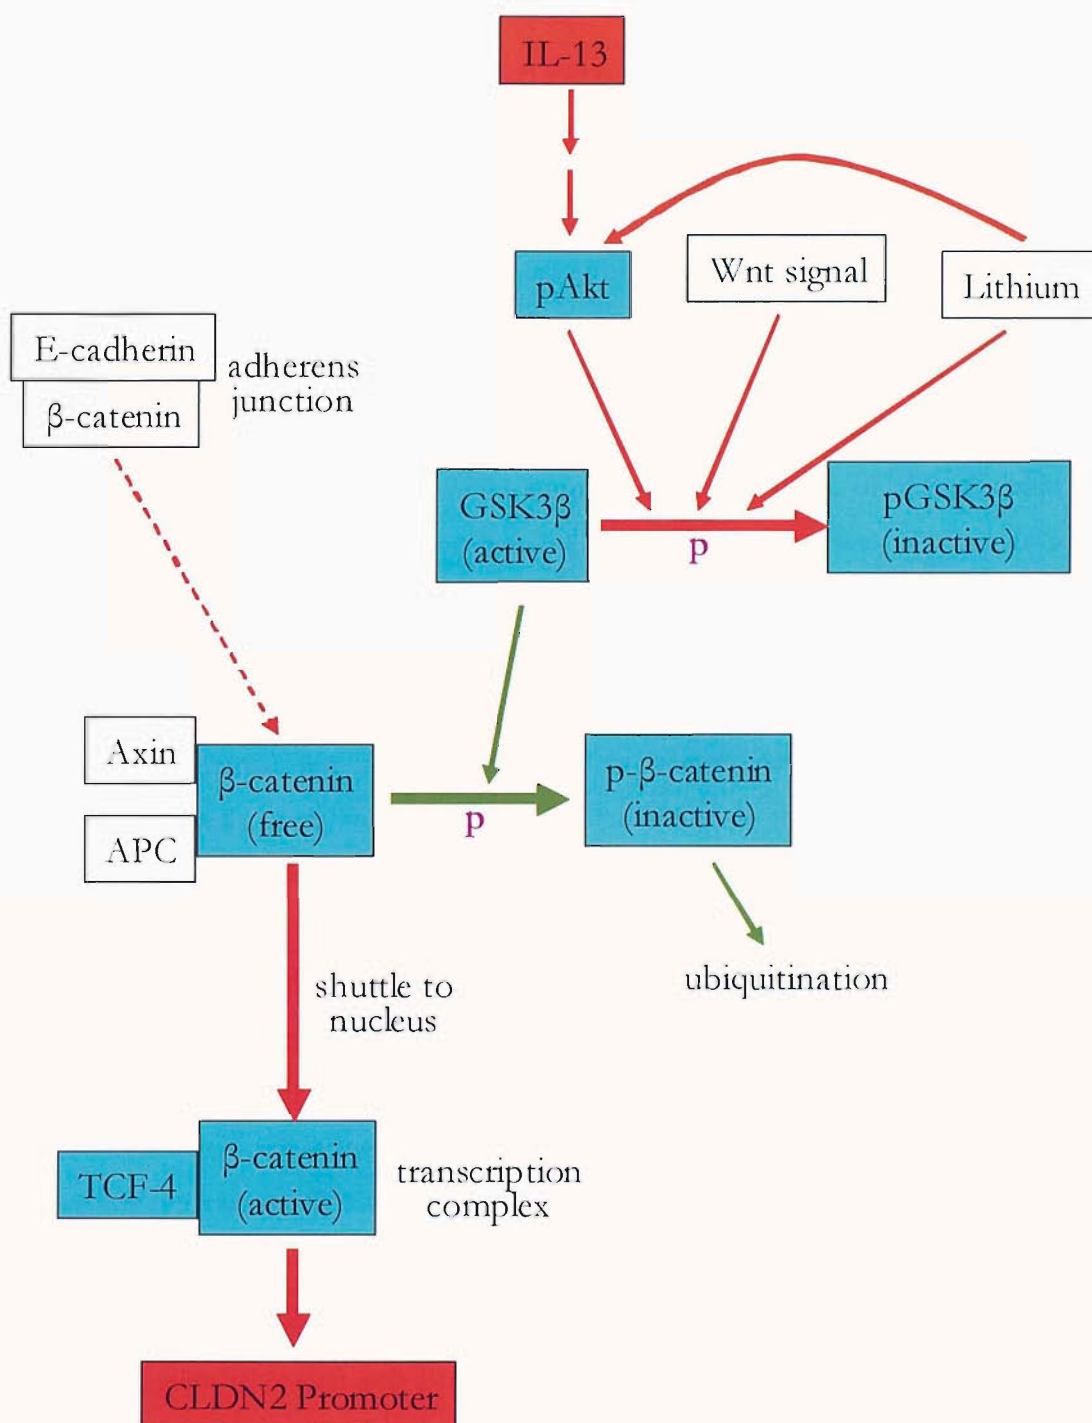 IL-13
pAkt
Wnt signal
Lithium
E-cadherin
β-catenin
adherens
junction
GSK3β
(active)
p
pGSK3β
(inactive)
Axin
APC
β-catenin
(free)
p
p-β-catenin
(inactive)
ubiquitination
shuttle to
nucleus
TCF-4
β-catenin
(active)
transcription
complex
CLDN2 Promoter